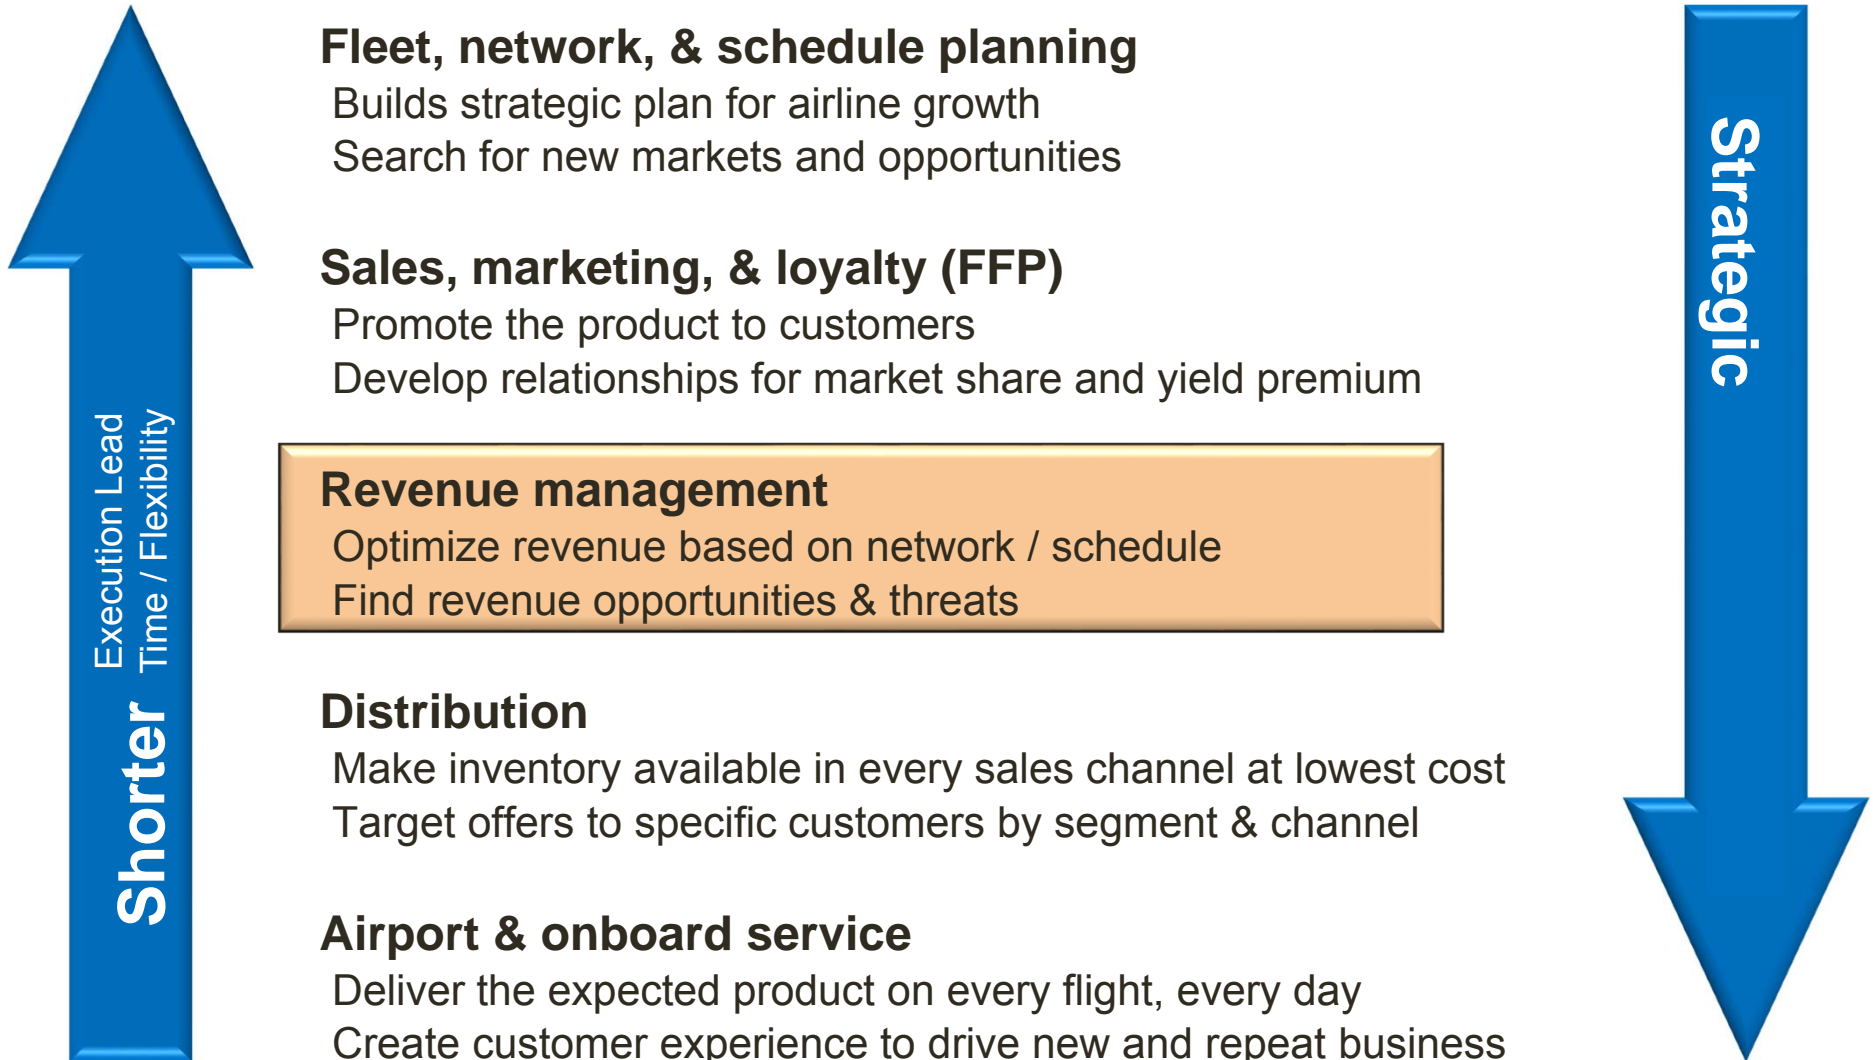 Fleet, network, & schedule planning
Builds strategic plan for airline growth
Search for new markets and opportunities
Sales, marketing, & loyalty (FFP)
Promote the product to customers
Develop relationships for market share and yield premium
Revenue management
Optimize revenue based on network / schedule
Find revenue opportunities & threats
Distribution
Make inventory available in every sales channel at lowest cost
Target offers to specific customers by segment & channel
Airport & onboard service
Deliver the expected product on every flight, every day
Create customer experience to drive new and repeat business
Shorter
Execution Lead
Time / Flexibility
Strategic